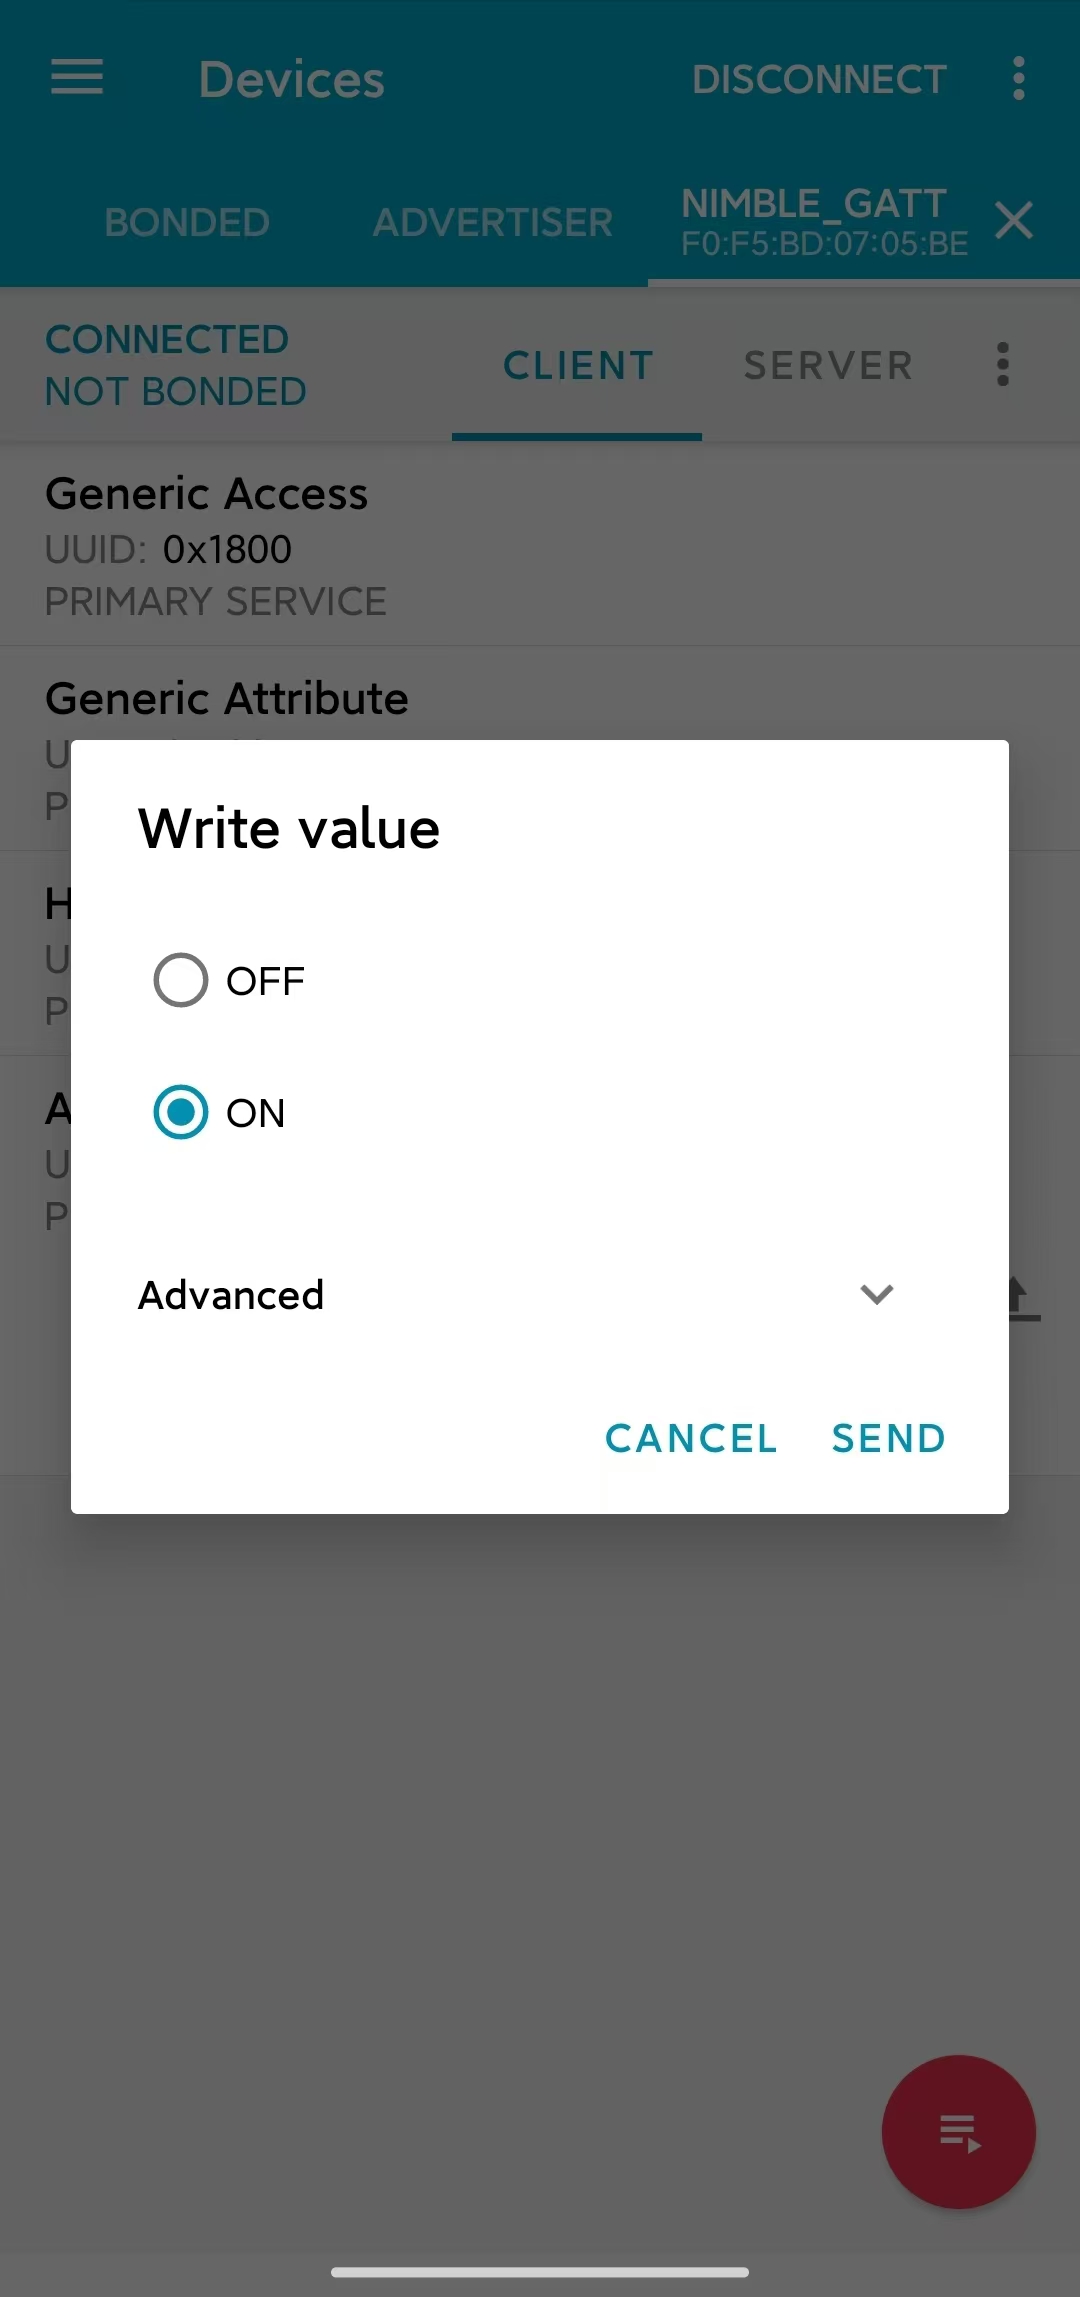 Devices
DISCONNECT
BONDED
ADVERTISER
NIMBLE_GATT
F0:F5:BD:07:05:BE
CONNECTED
NOT BONDED
CLIENT
SERVER
Generic Access
UUID: 0x1800
PRIMARY SERVICE
Generic Attribute
Write value
OFF
ON
Advanced
CANCEL
SEND